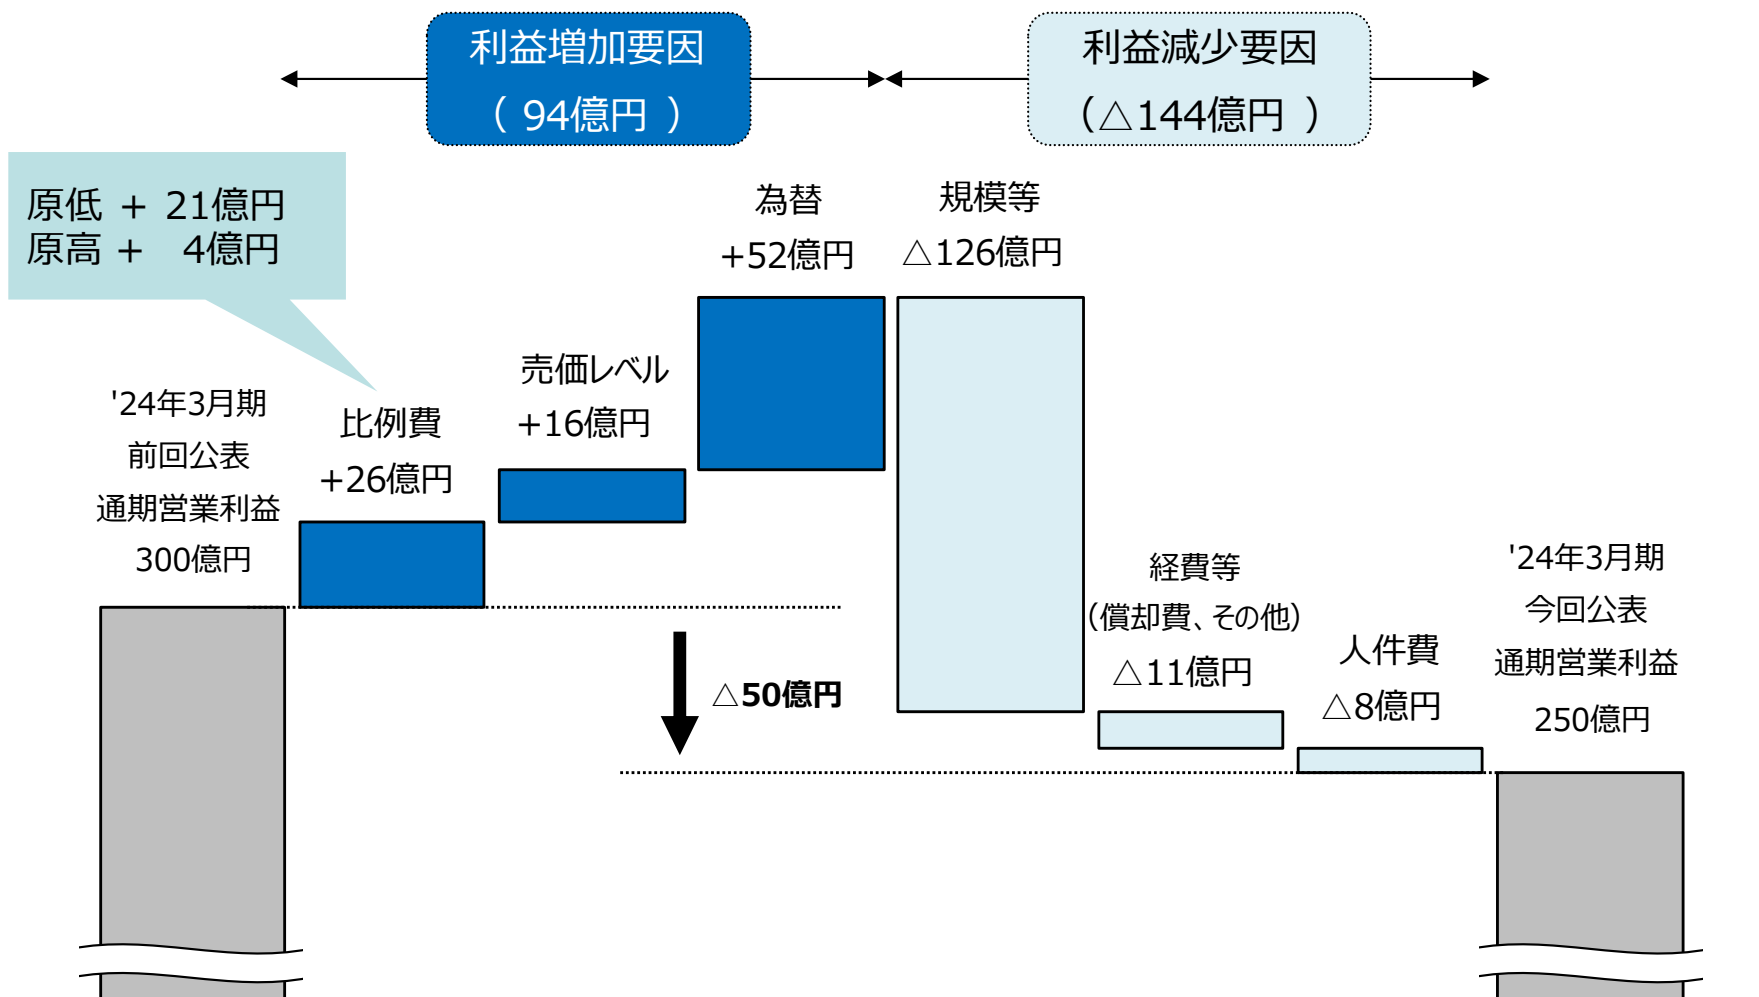 利益増加要因
（ 94億円 ）
利益減少要因
（△144億円 ）
原低 + 21億円
原高 + 4億円
'24年3月期
前回公表
通期営業利益
300億円
比例費
+26億円
売価レベル
+16億円
為替
+52億円
規模等
△126億円
△50億円
経費等
（償却費、その他）
△11億円
人件費
△8億円
'24年3月期
今回公表
通期営業利益
250億円